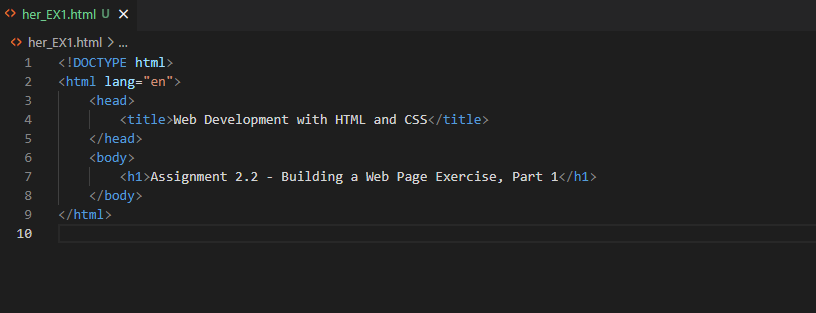 her_EX1.html U ×
her_EX1.html > ...
1 <!DOCTYPE html>
2 <html lang="en">
3     <head>
4         <title>Web Development with HTML and CSS</title>
5     </head>
6     <body>
7         <h1>Assignment 2.2 - Building a Web Page Exercise, Part 1</h1>
8     </body>
9 </html>
10